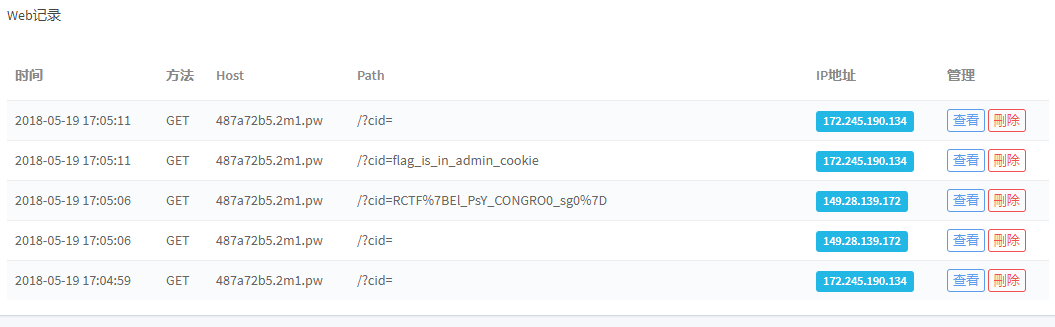 Web记录
时间 方法 Host Path IP地址 管理
2018-05-19 17:05:11 GET 487a72b5.2m1.pw /?cid= 172.245.190.134 查看 刪除
2018-05-19 17:05:11 GET 487a72b5.2m1.pw /?cid=flag_is_in_admin_cookie 172.245.190.134 查看 刪除
2018-05-19 17:05:06 GET 487a72b5.2m1.pw /?cid=RCTF%7BEl_PsY_CONGRO0_sg0%7D 149.28.139.172 查看 刪除
2018-05-19 17:05:06 GET 487a72b5.2m1.pw /?cid= 149.28.139.172 查看 刪除
2018-05-19 17:04:59 GET 487a72b5.2m1.pw /?cid= 172.245.190.134 查看 刪除